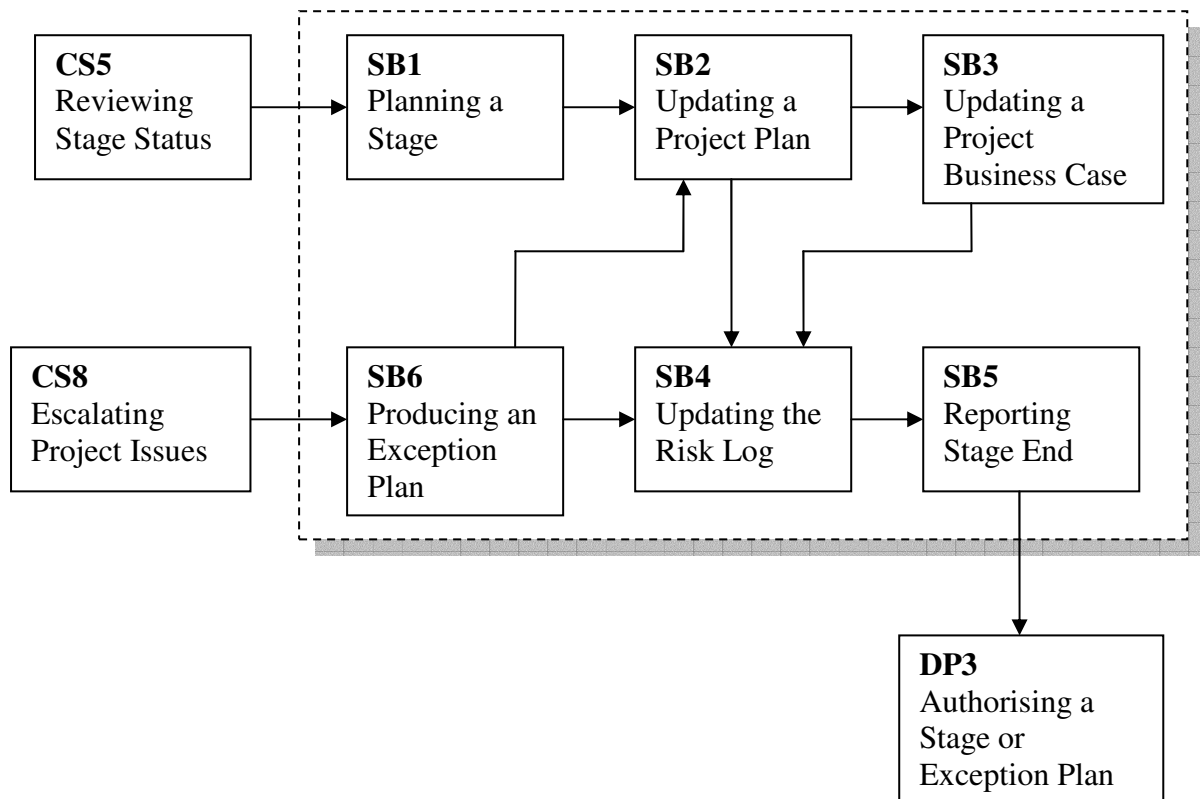 CS5
Reviewing
Stage Status
SB1
Planning a
Stage
SB2
Updating a
Project Plan
SB3
Updating a
Project
Business Case
CS8
Escalating
Project Issues
SB6
Producing an
Exception
Plan
SB4
Updating the
Risk Log
SB5
Reporting
Stage End
DP3
Authorising a
Stage or
Exception Plan